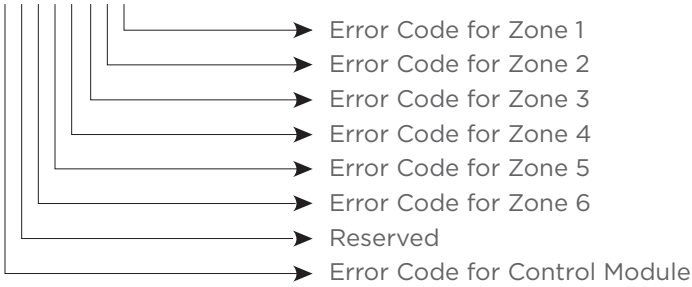 Error Code for Zone 1
Error Code for Zone 2
Error Code for Zone 3
Error Code for Zone 4
Error Code for Zone 5
Error Code for Zone 6
Reserved
Error Code for Control Module